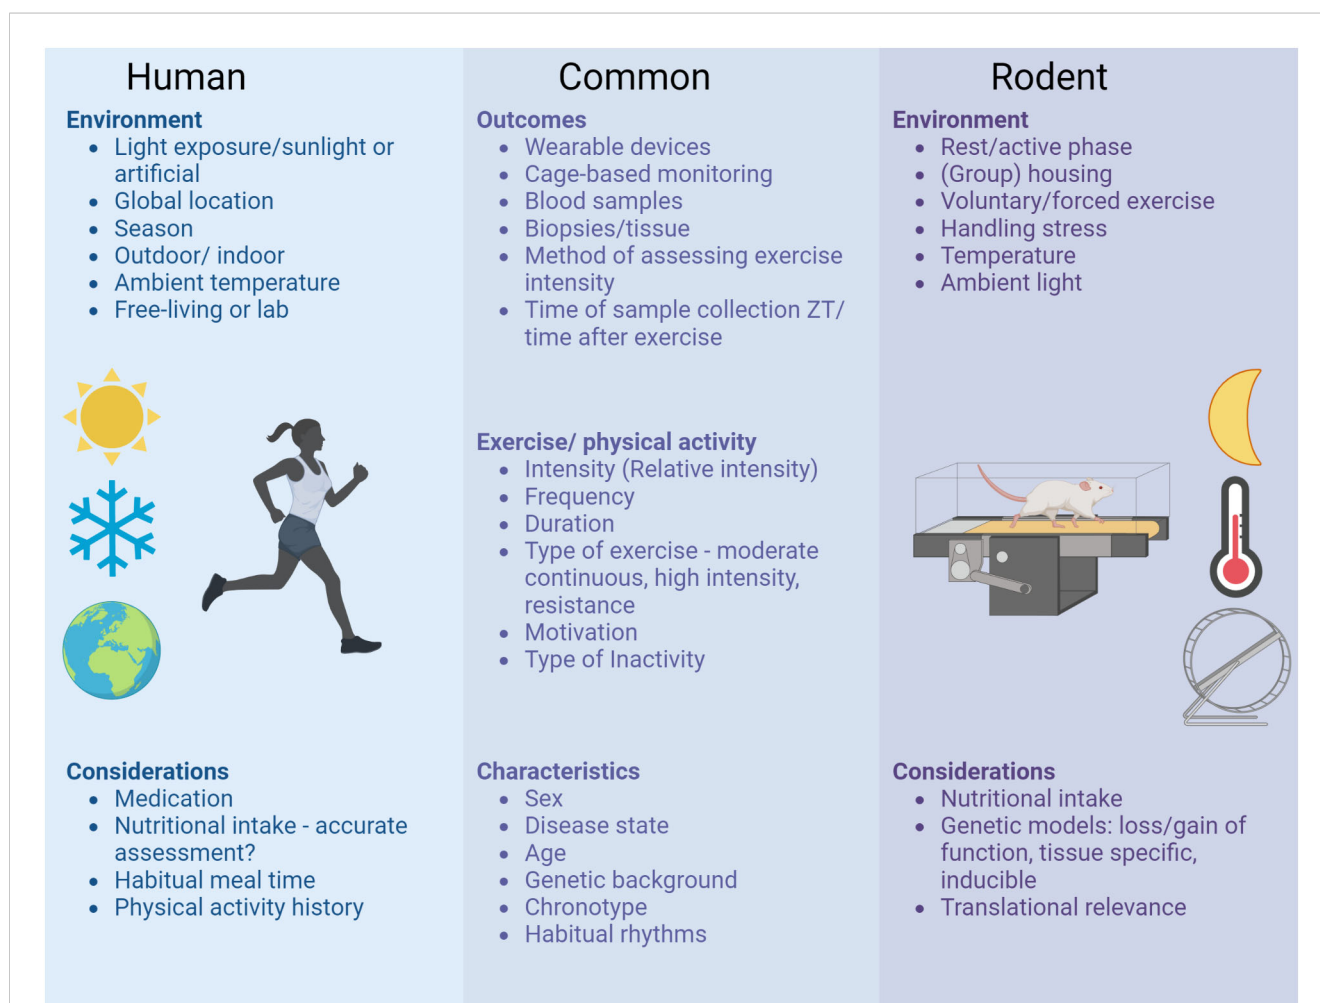 Human
Environment
• Light exposure/sunlight or
artificial
• Global location
• Season
• Outdoor/ indoor
• Ambient temperature
• Free-living or lab
Considerations
• Medication
• Nutritional intake - accurate
assessment?
• Habitual meal time
• Physical activity history
Common
Outcomes
• Wearable devices
• Cage-based monitoring
• Blood samples
• Biopsies/tissue
• Method of assessing exercise
intensity
• Time of sample collection ZT/
time after exercise
Exercise/ physical activity
• Intensity (Relative intensity)
• Frequency
• Duration
• Type of exercise - moderate
continuous, high intensity,
resistance
• Motivation
• Type of Inactivity
Characteristics
• Sex
• Disease state
• Age
• Genetic background
• Chronotype
• Habitual rhythms
Rodent
Environment
• Rest/active phase
• (Group) housing
• Voluntary/forced exercise
• Handling stress
• Temperature
• Ambient light
Considerations
• Nutritional intake
• Genetic models: loss/gain of
function, tissue specific,
inducible
• Translational relevance